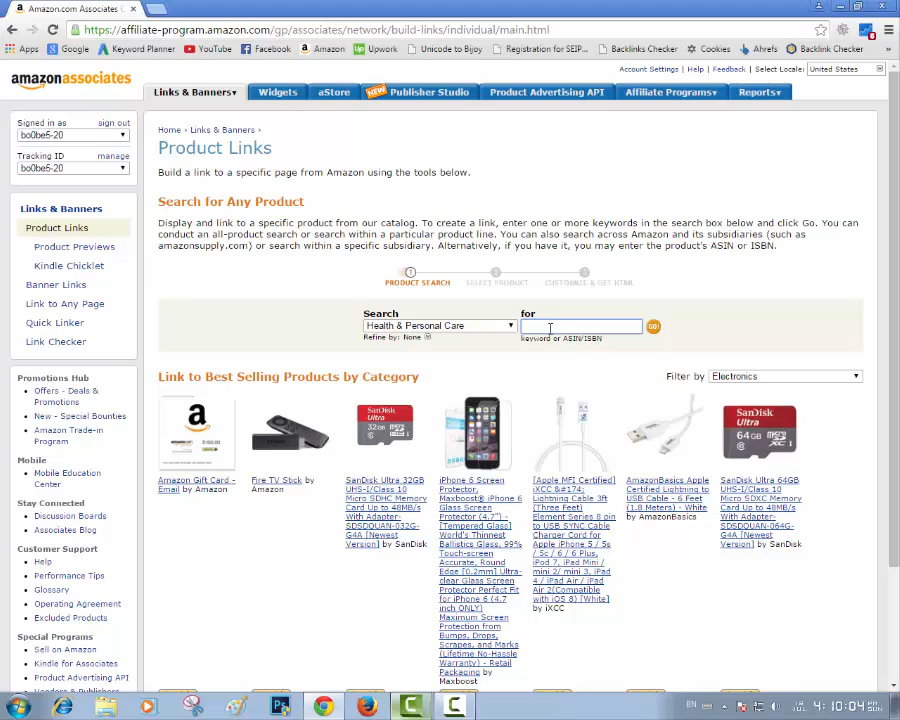 Amazon.com Associates (
https://affiliate-program.amazon.com/gp/associates/network/build-links/individual/main.html
Apps Google Keyword Planner YouTube Facebook Amazon Upwork Unicode to Bijoy Registration for SEIP... Backlinks Checker Cookies Ahrefs Backlink Checker »
amazonassociates
Account Settings | Help | Feedback | Select Locale: United States
Links & Banners▾ Widgets aStore NEW Publisher Studio Product Advertising API Affiliate Programs▾ Reports▾
Signed in as sign out
bo0be5-20
Tracking ID manage
bo0be5-20
Links & Banners
Product Links
Product Previews
Kindle Chicklet
Banner Links
Link to Any Page
Quick Linker
Link Checker
Promotions Hub
Offers - Deals &
Promotions
New - Special Bounties
Amazon Trade-in
Program
Mobile
Mobile Education
Center
Stay Connected
Discussion Boards
Associates Blog
Customer Support
Help
Performance Tips
Glossary
Operating Agreement
Excluded Products
Special Programs
Sell on Amazon
Kindle for Associates
Product Advertising API
Vendors & Publishers
Home › Links & Banners ›
Product Links
Build a link to a specific page from Amazon using the tools below.
Search for Any Product
Display and link to a specific product from our catalog. To create a link, enter one or more keywords in the search box below and click Go. You can
conduct an all-product search or search within a particular product line. You can also search across Amazon and its subsidiaries (such as
amazonsupply.com) or search within a specific subsidiary. Alternatively, if you have it, you may enter the product's ASIN or ISBN.
1 2 3
PRODUCT SEARCH SELECT PRODUCT CUSTOMIZE & GET HTML
Search for
Health & Personal Care GO!
Refine by: None keyword or ASIN/ISBN
Link to Best Selling Products by Category Filter by Electronics
Amazon Gift Card -
Email by Amazon
Fire TV Stick by
Amazon
SanDisk Ultra 32GB
UHS-I/Class 10
Micro SDHC Memory
Card Up to 48MB/s
With Adapter-
SDSDQUAN-032G-
G4A [Newest
Version] by SanDisk
iPhone 6 Screen
Protector,
Maxboost® iPhone 6
Glass Screen
Protector (4.7") -
[Tempered Glass]
World's Thinnest
Ballistics Glass, 99%
Touch-screen
Accurate, Round
Edge [0.2mm] Ultra-
clear Glass Screen
Protector Perfect Fit
for iPhone 6 (4.7
inch ONLY)
Maximum Screen
Protection from
Bumps, Drops,
Scrapes, and Marks
(Lifetime No-Hassle
Warranty) - Retail
Packaging by
Maxboost
[Apple MFI Certified]
iXCC &#174;
Lightning Cable 3ft
(Three Feet)
Element Series 8 pin
to USB SYNC Cable
Charger Cord for
Apple iPhone 5 / 5s
/ 5c / 6 / 6 Plus,
iPod 7, iPad Mini /
mini 2/ mini 3, iPad
4 / iPad Air / iPad
Air 2(Compatible
with iOS 8) [White]
by iXCC
AmazonBasics Apple
Certified Lightning to
USB Cable - 6 Feet
(1.8 Meters) - White
by AmazonBasics
SanDisk Ultra 64GB
UHS-I/Class 10
Micro SDXC Memory
Card Up to 48MB/s
With Adapter-
SDSDQUAN-064G-
G4A [Newest
Version] by SanDisk
EN JUL 4:10:04 PM SUN